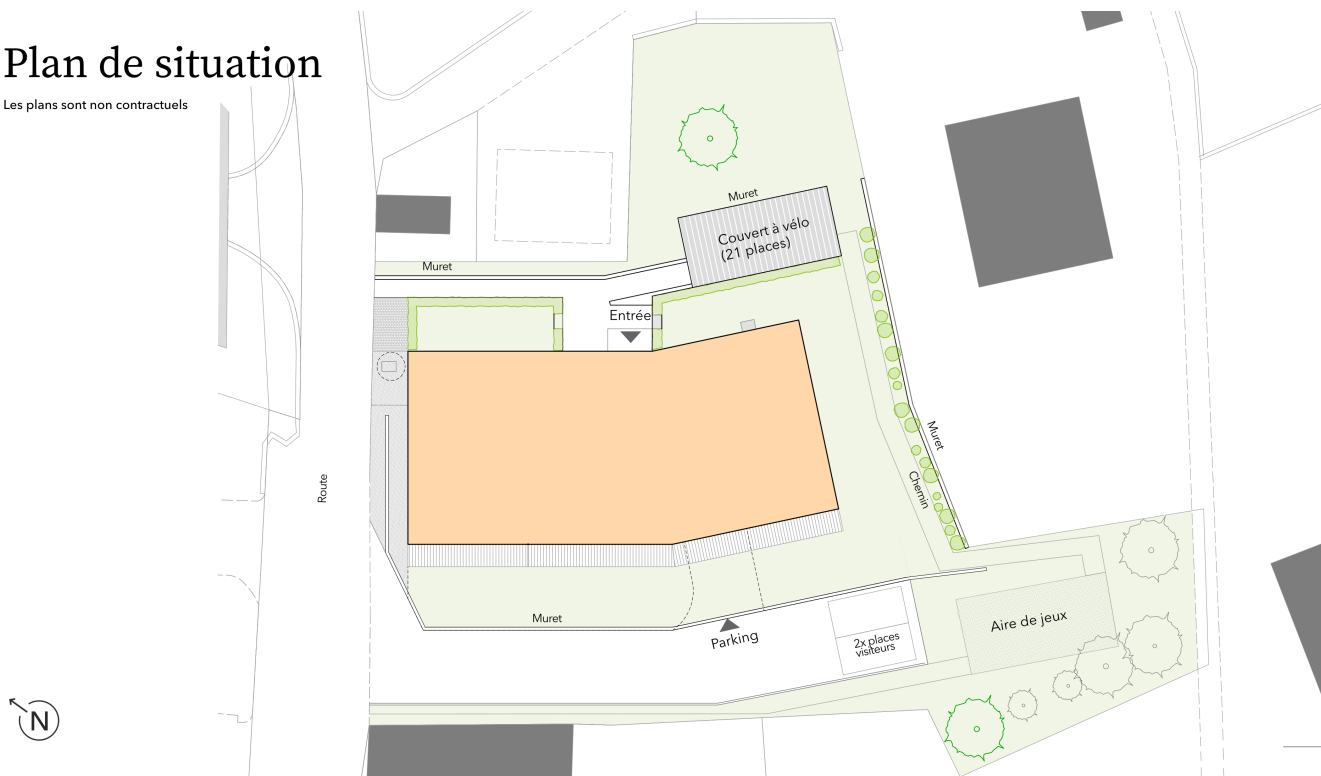 Plan de situation
Les plans sont non contractuels
Muret
Couvert à vélo
(21 places)
Muret
Entrée
Muret
Chemin
Route
Muret
Parking
2x places
visiteurs
Aire de jeux
N